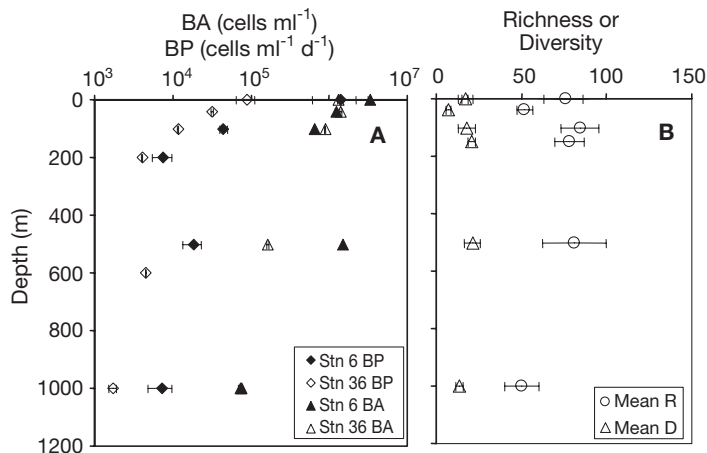 BA (cells ml⁻¹)
BP (cells ml⁻¹ d⁻¹)
10³ 10⁴ 10⁵ 10⁷
0
200
400
600
800
1000
1200
Depth (m)
A
Stn 6 BP
Stn 36 BP
Stn 6 BA
Stn 36 BA
Richness or
Diversity
0 50 100 150
B
Mean R
Mean D